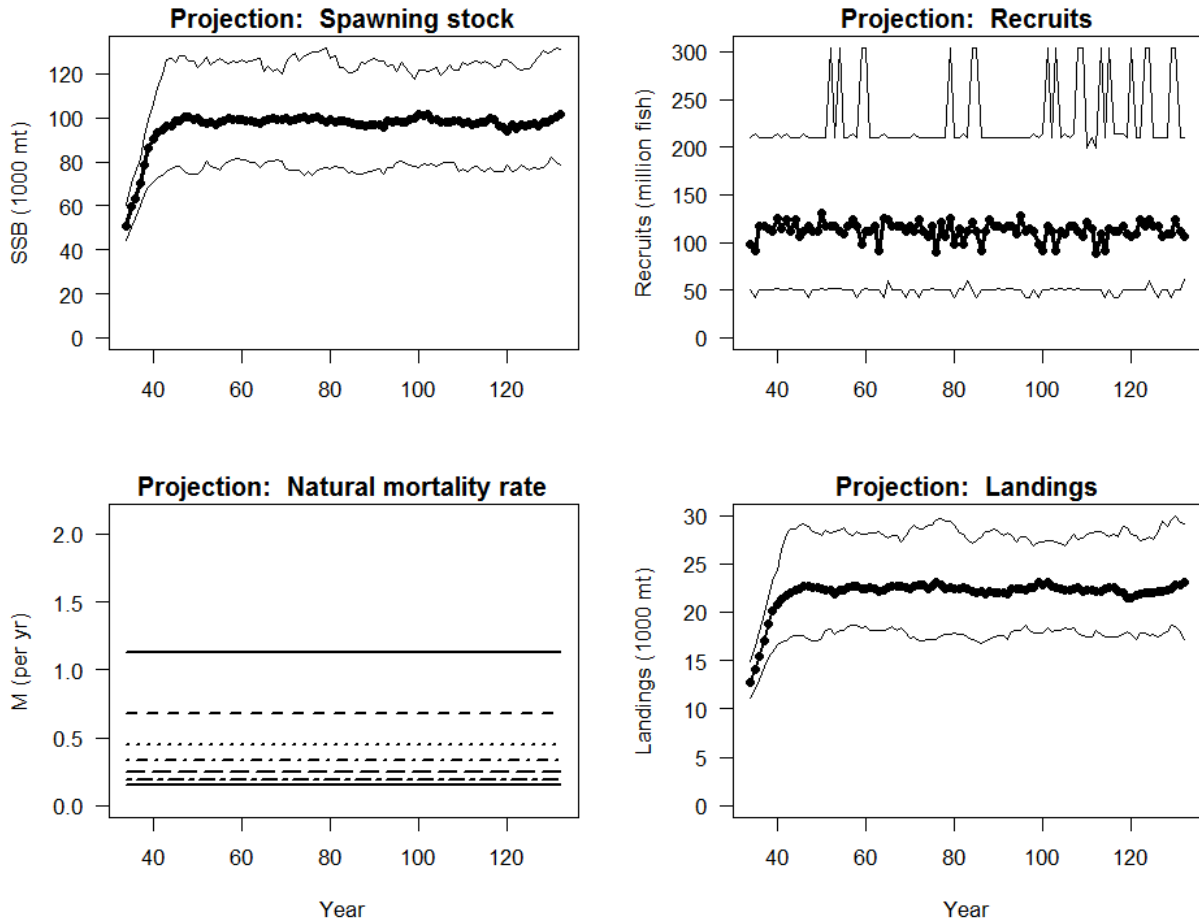 Projection:  Spawning stock
SSB (1000 mt)
120
100
80
60
40
20
0
40 60 80 100 120
Projection:  Recruits
Recruits (million fish)
300
250
200
150
100
50
0
40 60 80 100 120
Projection:  Natural mortality rate
M (per yr)
2.0
1.5
1.0
0.5
0.0
40 60 80 100 120
Year
Projection:  Landings
Landings (1000 mt)
30
25
20
15
10
5
0
40 60 80 100 120
Year